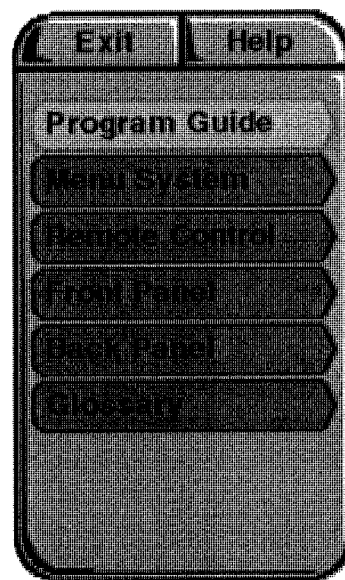 Exit Help
Program Guide
Menu System
Remote Control
Front Panel
Back Panel
Glossary